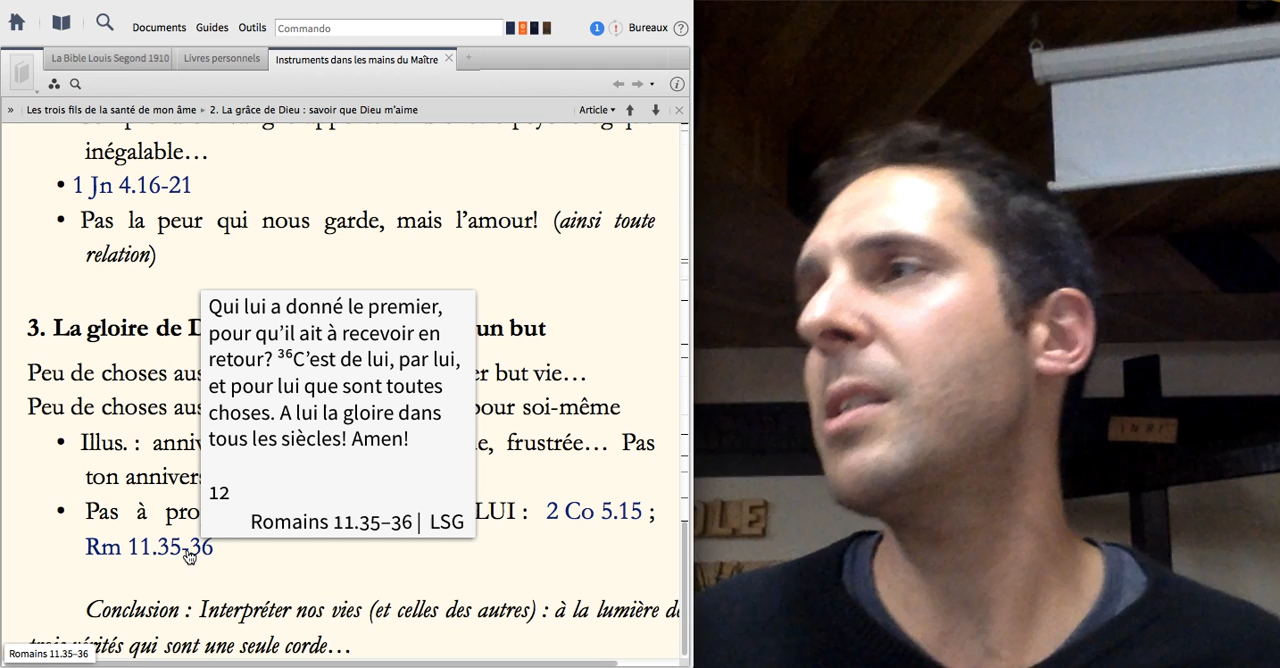 Documents Guides Outils Commando 1 ! Bureaux ?
La Bible Louis Segond 1910 Livres personnels Instruments dans les mains du Maître
» Les trois fils de la santé de mon âme ▸ 2. La grâce de Dieu : savoir que Dieu m'aime Article
inégalable…
• 1 Jn 4.16-21
• Pas la peur qui nous garde, mais l'amour! (ainsi toute
relation)
3. La gloire de D
un but
Peu de choses aus
but vie…
Peu de choses aus
pour soi-même
• Illus. : anniv
frustrée… Pas
ton annivers
• Pas à pro
LUI : 2 Co 5.15 ;
Rm 11.35-36
Qui lui a donné le premier,
pour qu'il ait à recevoir en
retour? ³⁶C'est de lui, par lui,
et pour lui que sont toutes
choses. A lui la gloire dans
tous les siècles! Amen!
12
Romains 11.35–36 | LSG
Conclusion : Interpréter nos vies (et celles des autres) : à la lumière de
vérités qui sont une seule corde…
Romains 11.35–36
INRI